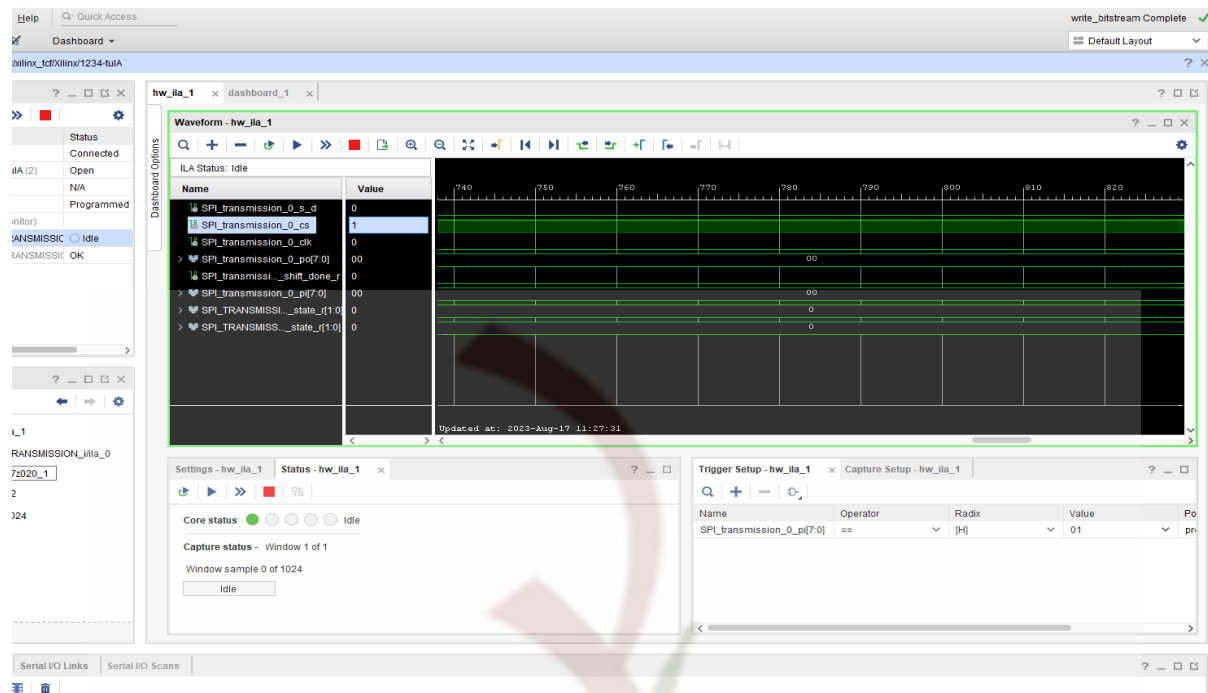 Help Quick Access write_bitstream Complete
Dashboard Default Layout
/xilinx_tcf/Xilinx/1234-tulA ?
? hw_ila_1 dashboard_1 ?
Waveform - hw_ila_1 ?
Status
Connected
ulA (2) Open
N/A
Programmed
onitor)
RANSMISSIC Idle
RANSMISSI( OK
Dashboard Options
ILA Status: Idle
Name Value 740 750 760 770 780 790 800 810 820
SPI_transmission_0_s_d 0
SPI_transmission_0_cs 1
SPI_transmission_0_clk 0
SPI_transmission_0_po[7:0] 00 00
SPI_transmissi..._shift_done_r 0
SPI_transmission_0_pi[7:0] 00 00
SPI_TRANSMISSI..._state_r[1:0] 0 0
SPI_TRANSMISS..._state_r[1:0] 0 0
Updated at: 2023-Aug-17 11:27:31
?
a_1
RANSMISSION_i/ila_0
7z020_1
2
024
Settings - hw_ila_1 Status - hw_ila_1 ?
Core status Idle
Capture status - Window 1 of 1
Window sample 0 of 1024
Idle
Trigger Setup - hw_ila_1 Capture Setup - hw_ila_1 ?
Name Operator Radix Value Po
SPI_transmission_0_pi[7:0] == [H] 01 pr
Serial I/O Links Serial I/O Scans ?